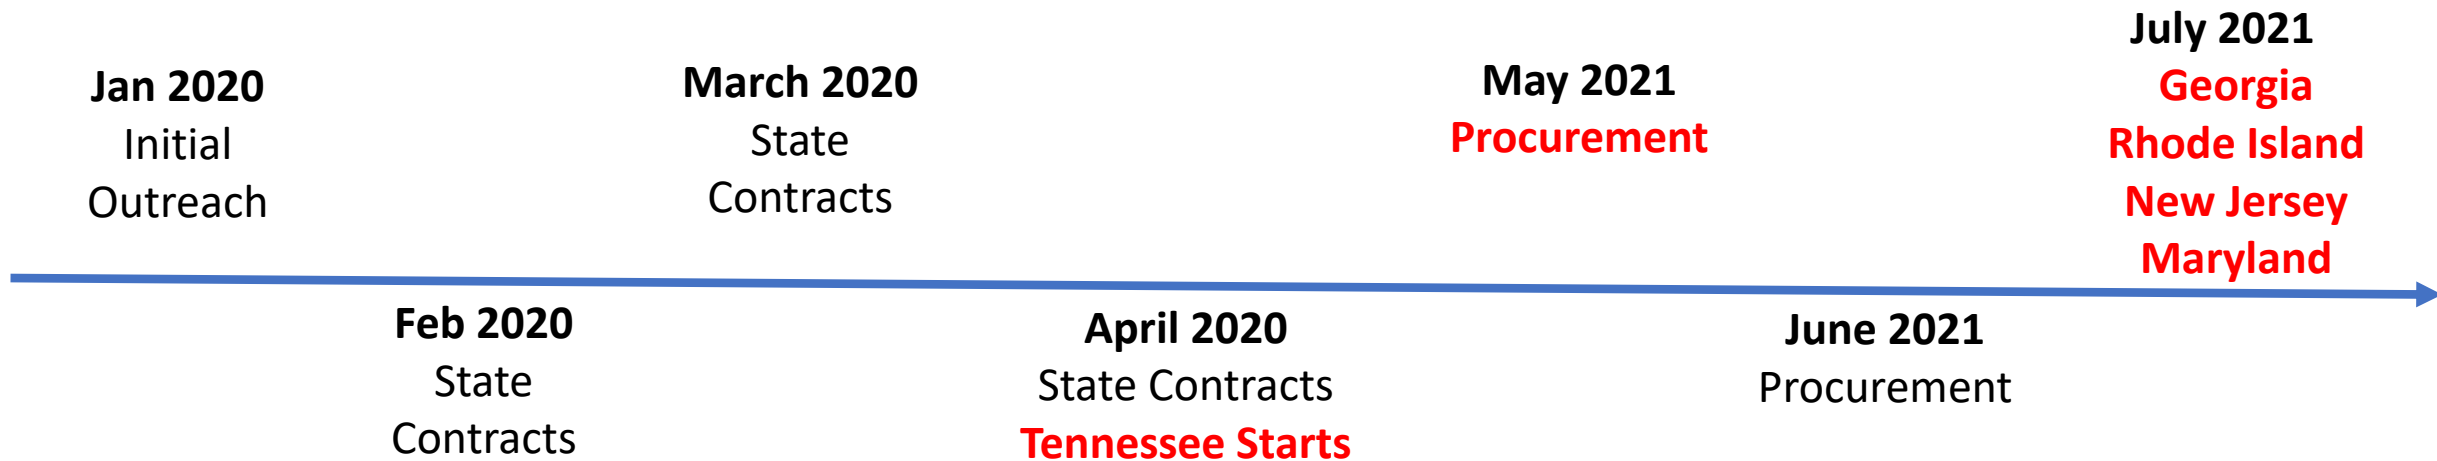 Jan 2020
Initial
Outreach
Feb 2020
State
Contracts
March 2020
State
Contracts
April 2020
State Contracts
Tennessee Starts
May 2021
Procurement
June 2021
Procurement
July 2021
Georgia
Rhode Island
New Jersey
Maryland